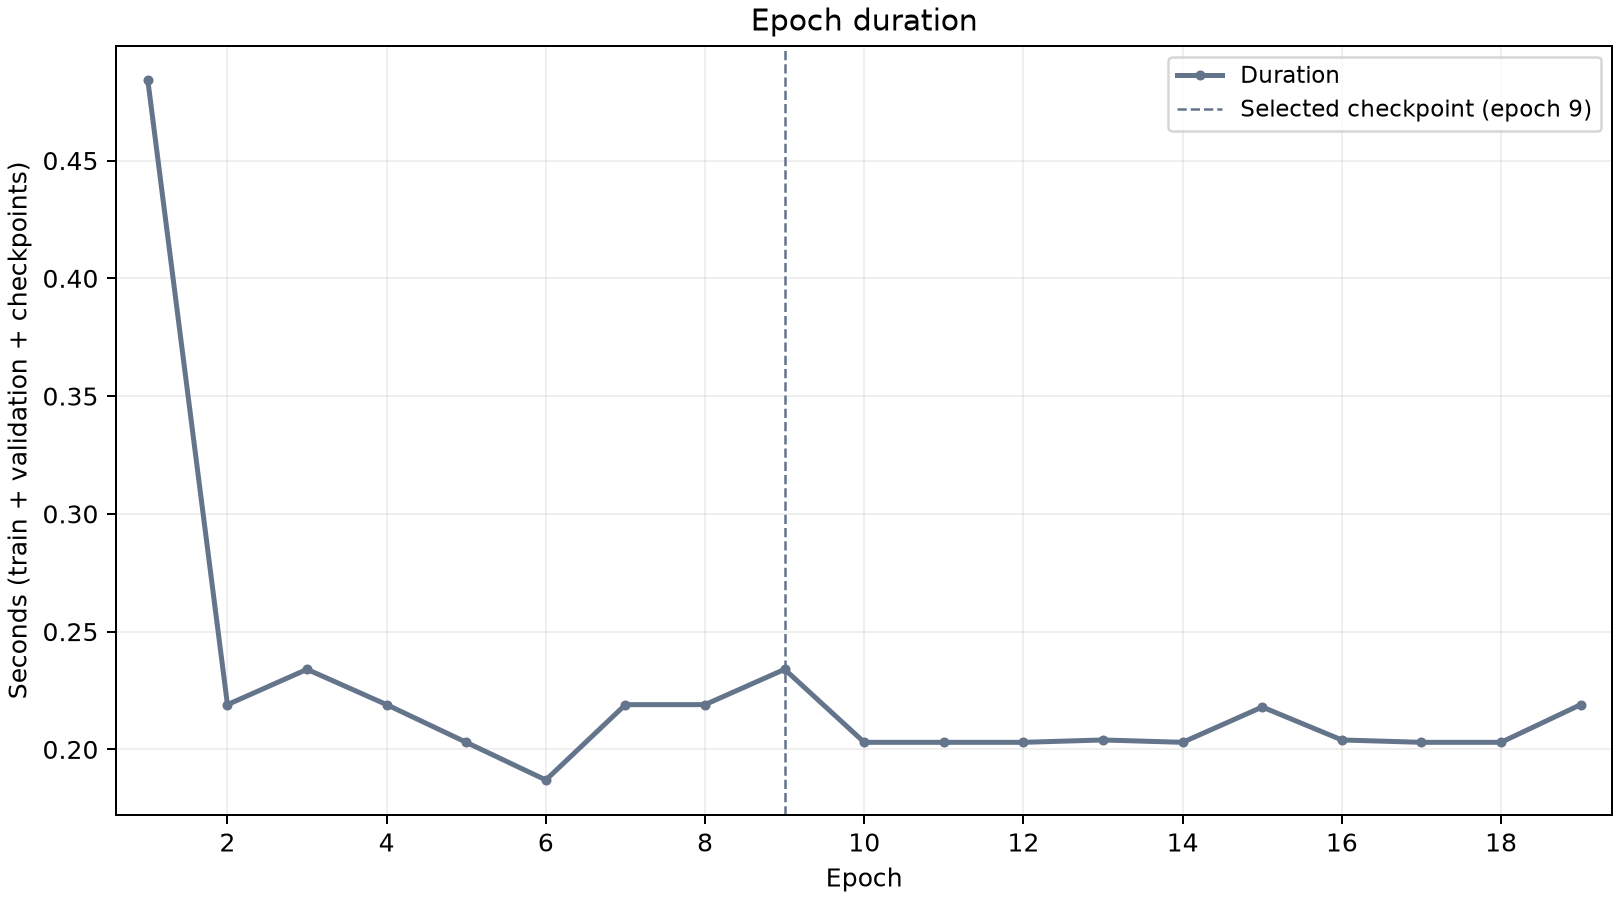 Epoch duration
Duration
Selected checkpoint (epoch 9)
Seconds (train + validation + checkpoints)
0.45
0.40
0.35
0.30
0.25
0.20
2 4 6 8 10 12 14 16 18
Epoch